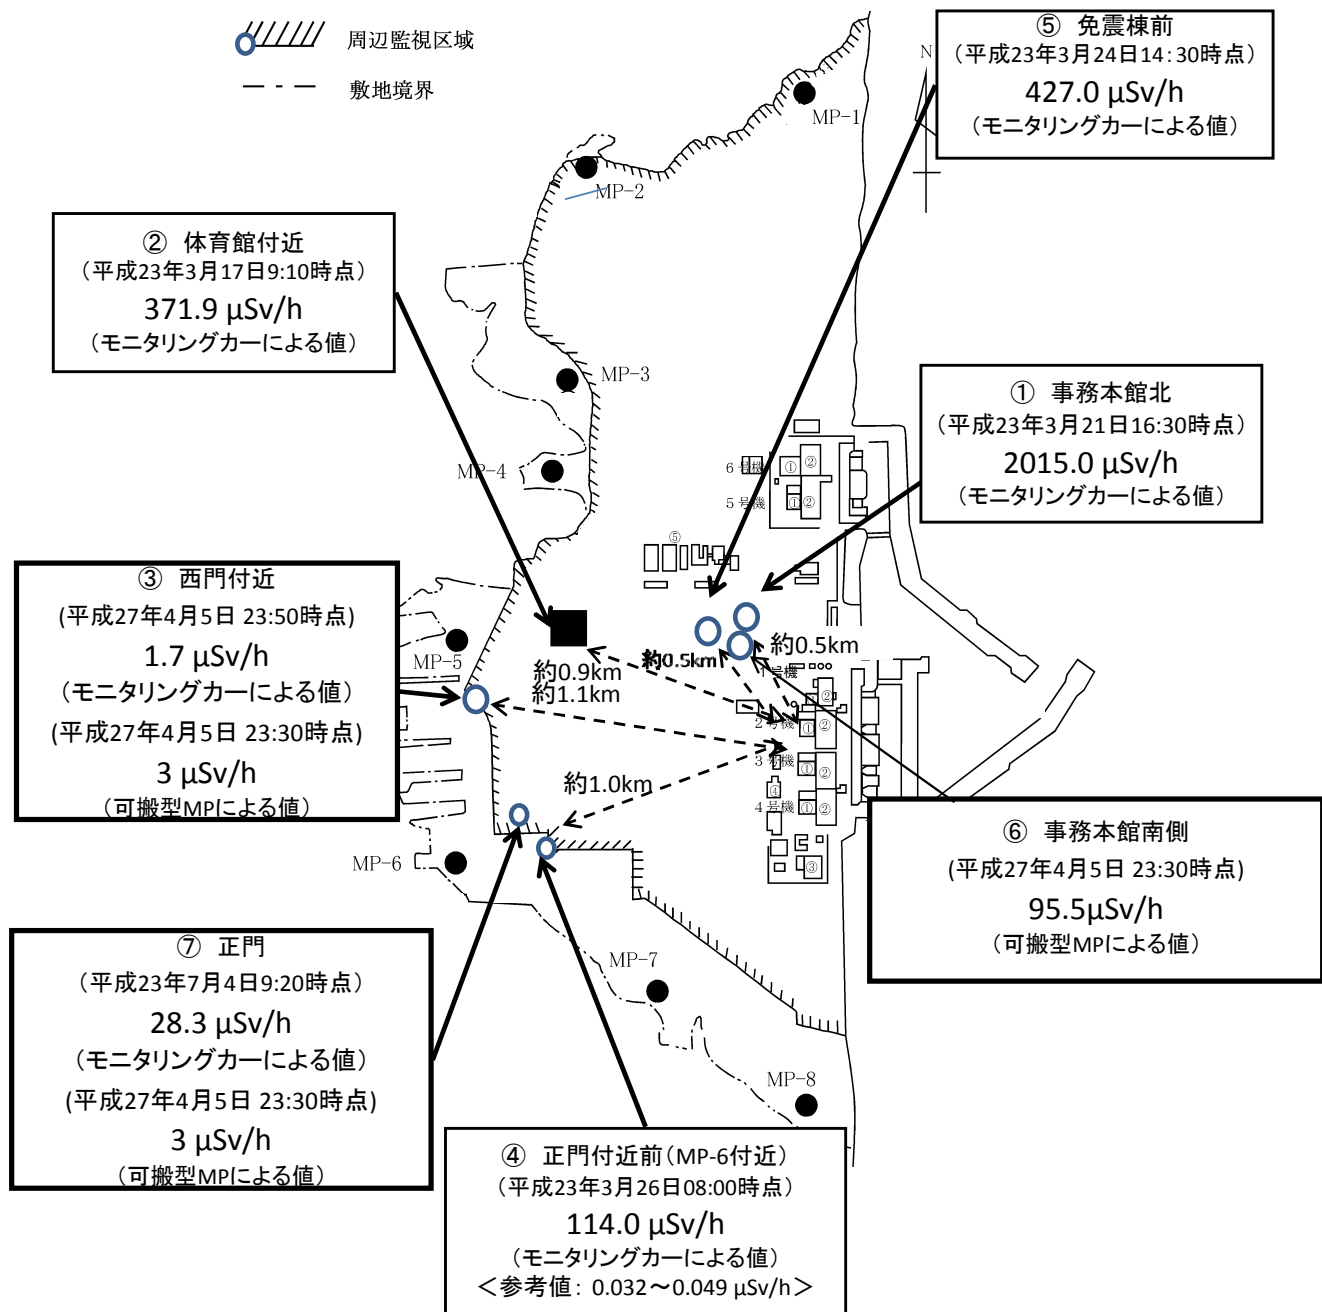 周辺監視区域
敷地境界
⑤ 免震棟前
（平成23年3月24日14：30時点）
427.0 μSv/h
（モニタリングカーによる値）
N
MP-1
MP-2
② 体育館付近
（平成23年3月17日9:10時点）
371.9 μSv/h
（モニタリングカーによる値）
MP-3
① 事務本館北
（平成23年3月21日16:30時点）
2015.0 μSv/h
（モニタリングカーによる値）
MP-4
6号機
①
②
5号機
①
②
⑤
③ 西門付近
(平成27年4月5日 23:50時点)
1.7 μSv/h
（モニタリングカーによる値）
(平成27年4月5日 23:30時点)
3 μSv/h
（可搬型MPによる値）
MP-5
約0.5km
約0.5km
約0.9km
約1.1km
1号機
②
2号機
①
②
3号機
①
②
④
4号機
①
②
③
約1.0km
MP-6
⑥ 事務本館南側
(平成27年4月5日 23:30時点)
95.5μSv/h
（可搬型MPによる値）
⑦ 正門
（平成23年7月4日9:20時点）
28.3 μSv/h
（モニタリングカーによる値）
(平成27年4月5日 23:30時点)
3 μSv/h
（可搬型MPによる値）
MP-7
MP-8
④ 正門付近前（MP-6付近）
（平成23年3月26日08:00時点）
114.0 μSv/h
（モニタリングカーによる値）
＜参考値： 0.032～0.049 μSv/h＞